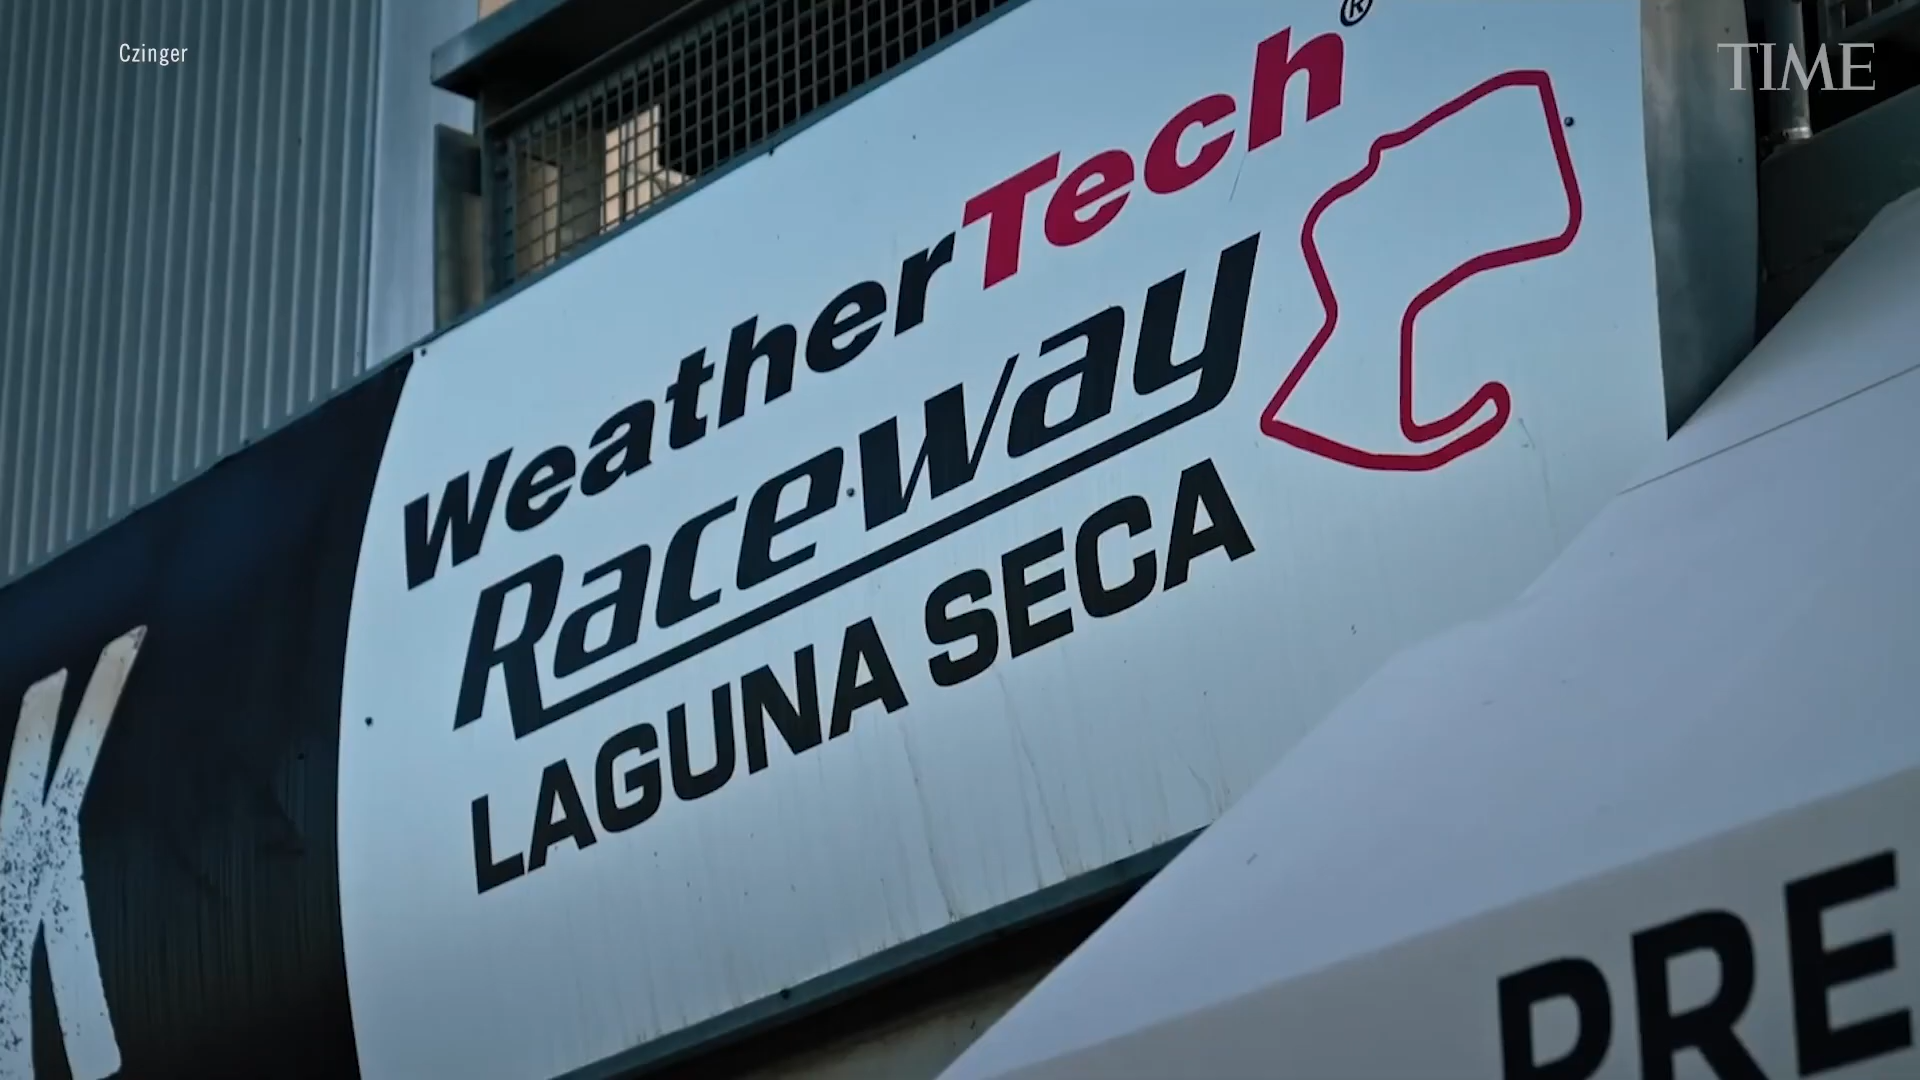 Czinger
TIME
WeatherTech®
Raceway
LAGUNA SECA
K
PRE